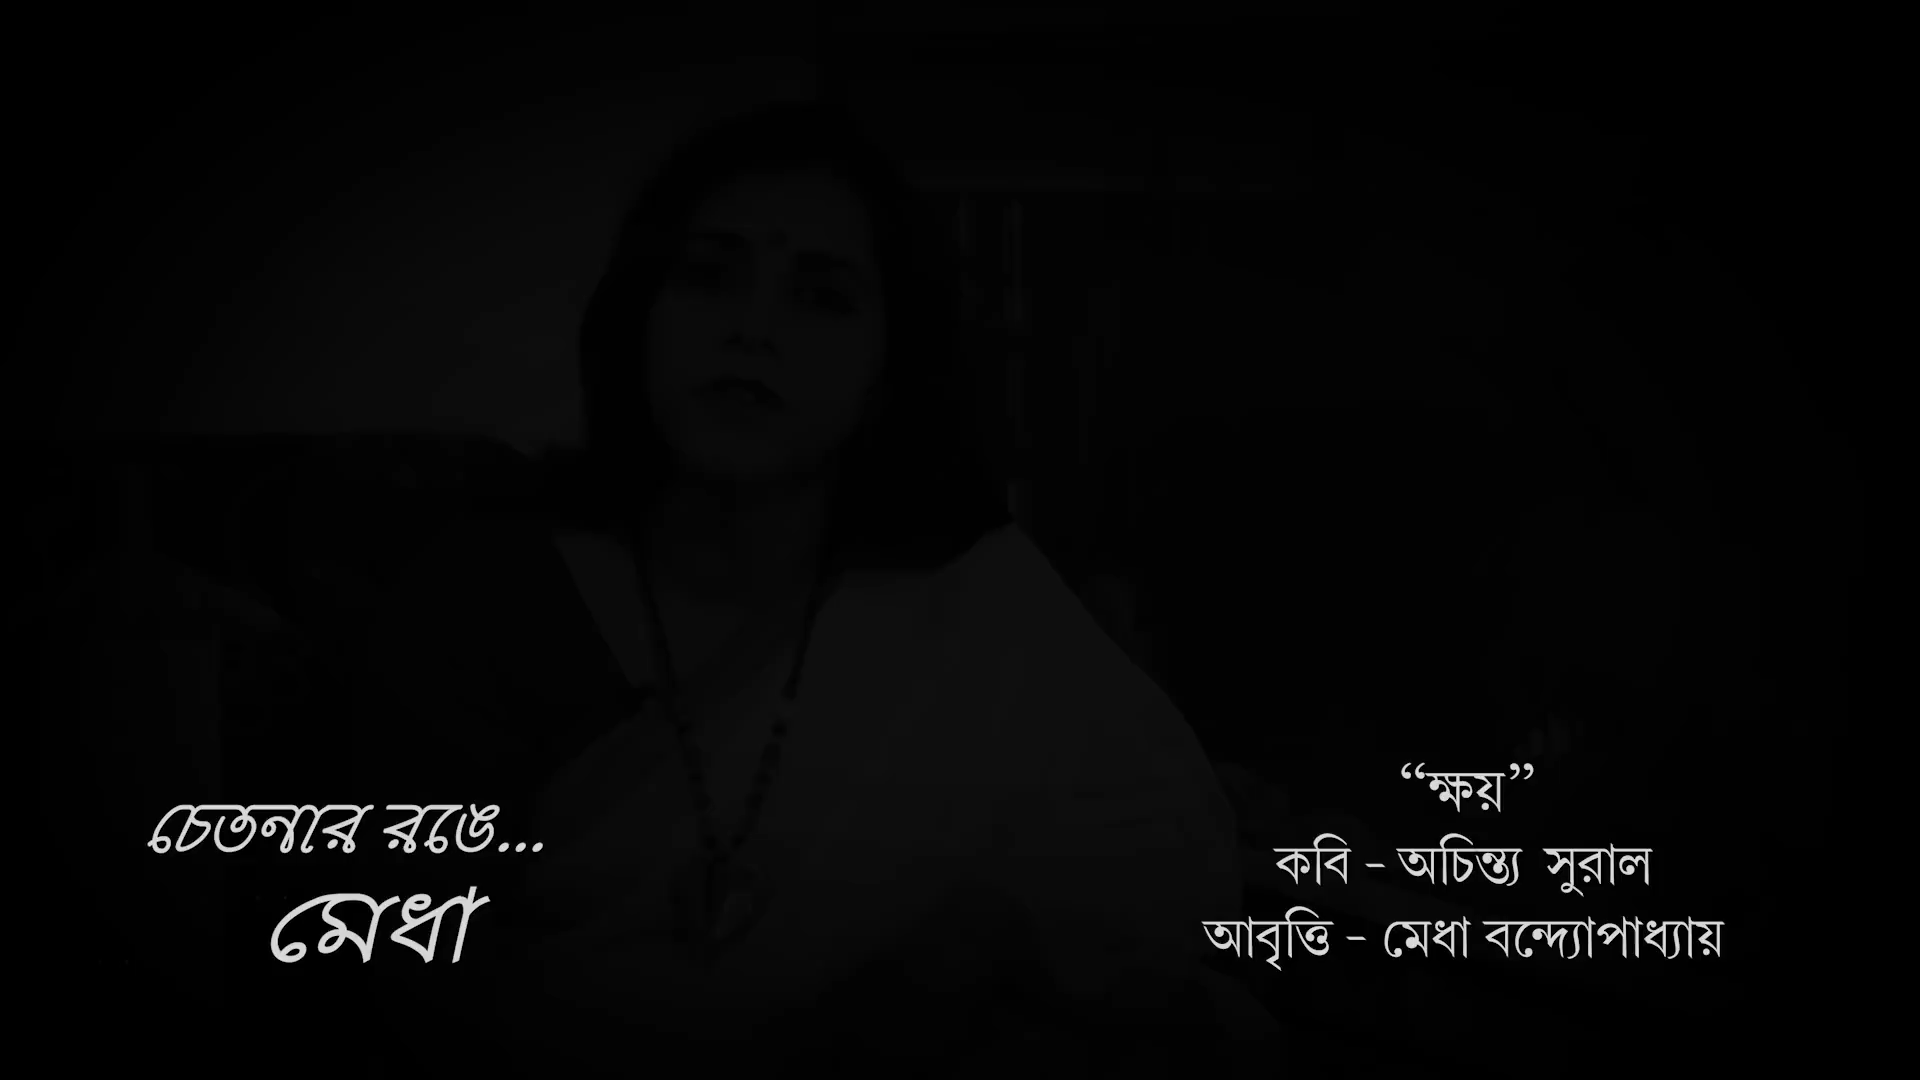 চেতনার রঙে...
মেধা
“ক্ষয়”
কবি - অচিন্ত্য সুরাল
আবৃত্তি - মেধা বন্দ্যোপাধ্যায়